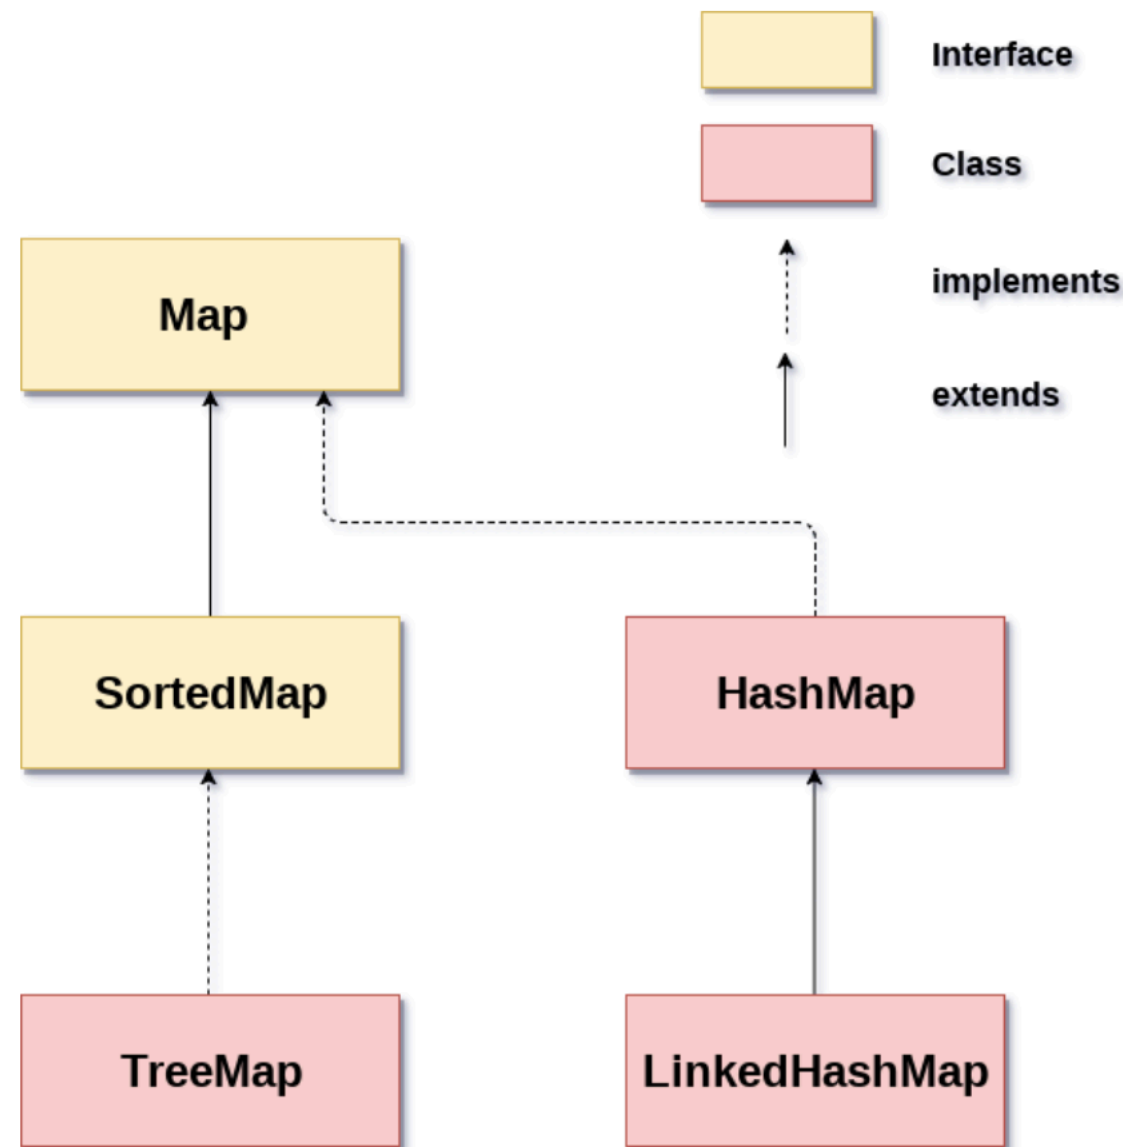 Interface
Class
implements
extends
Map
SortedMap
HashMap
TreeMap
LinkedHashMap